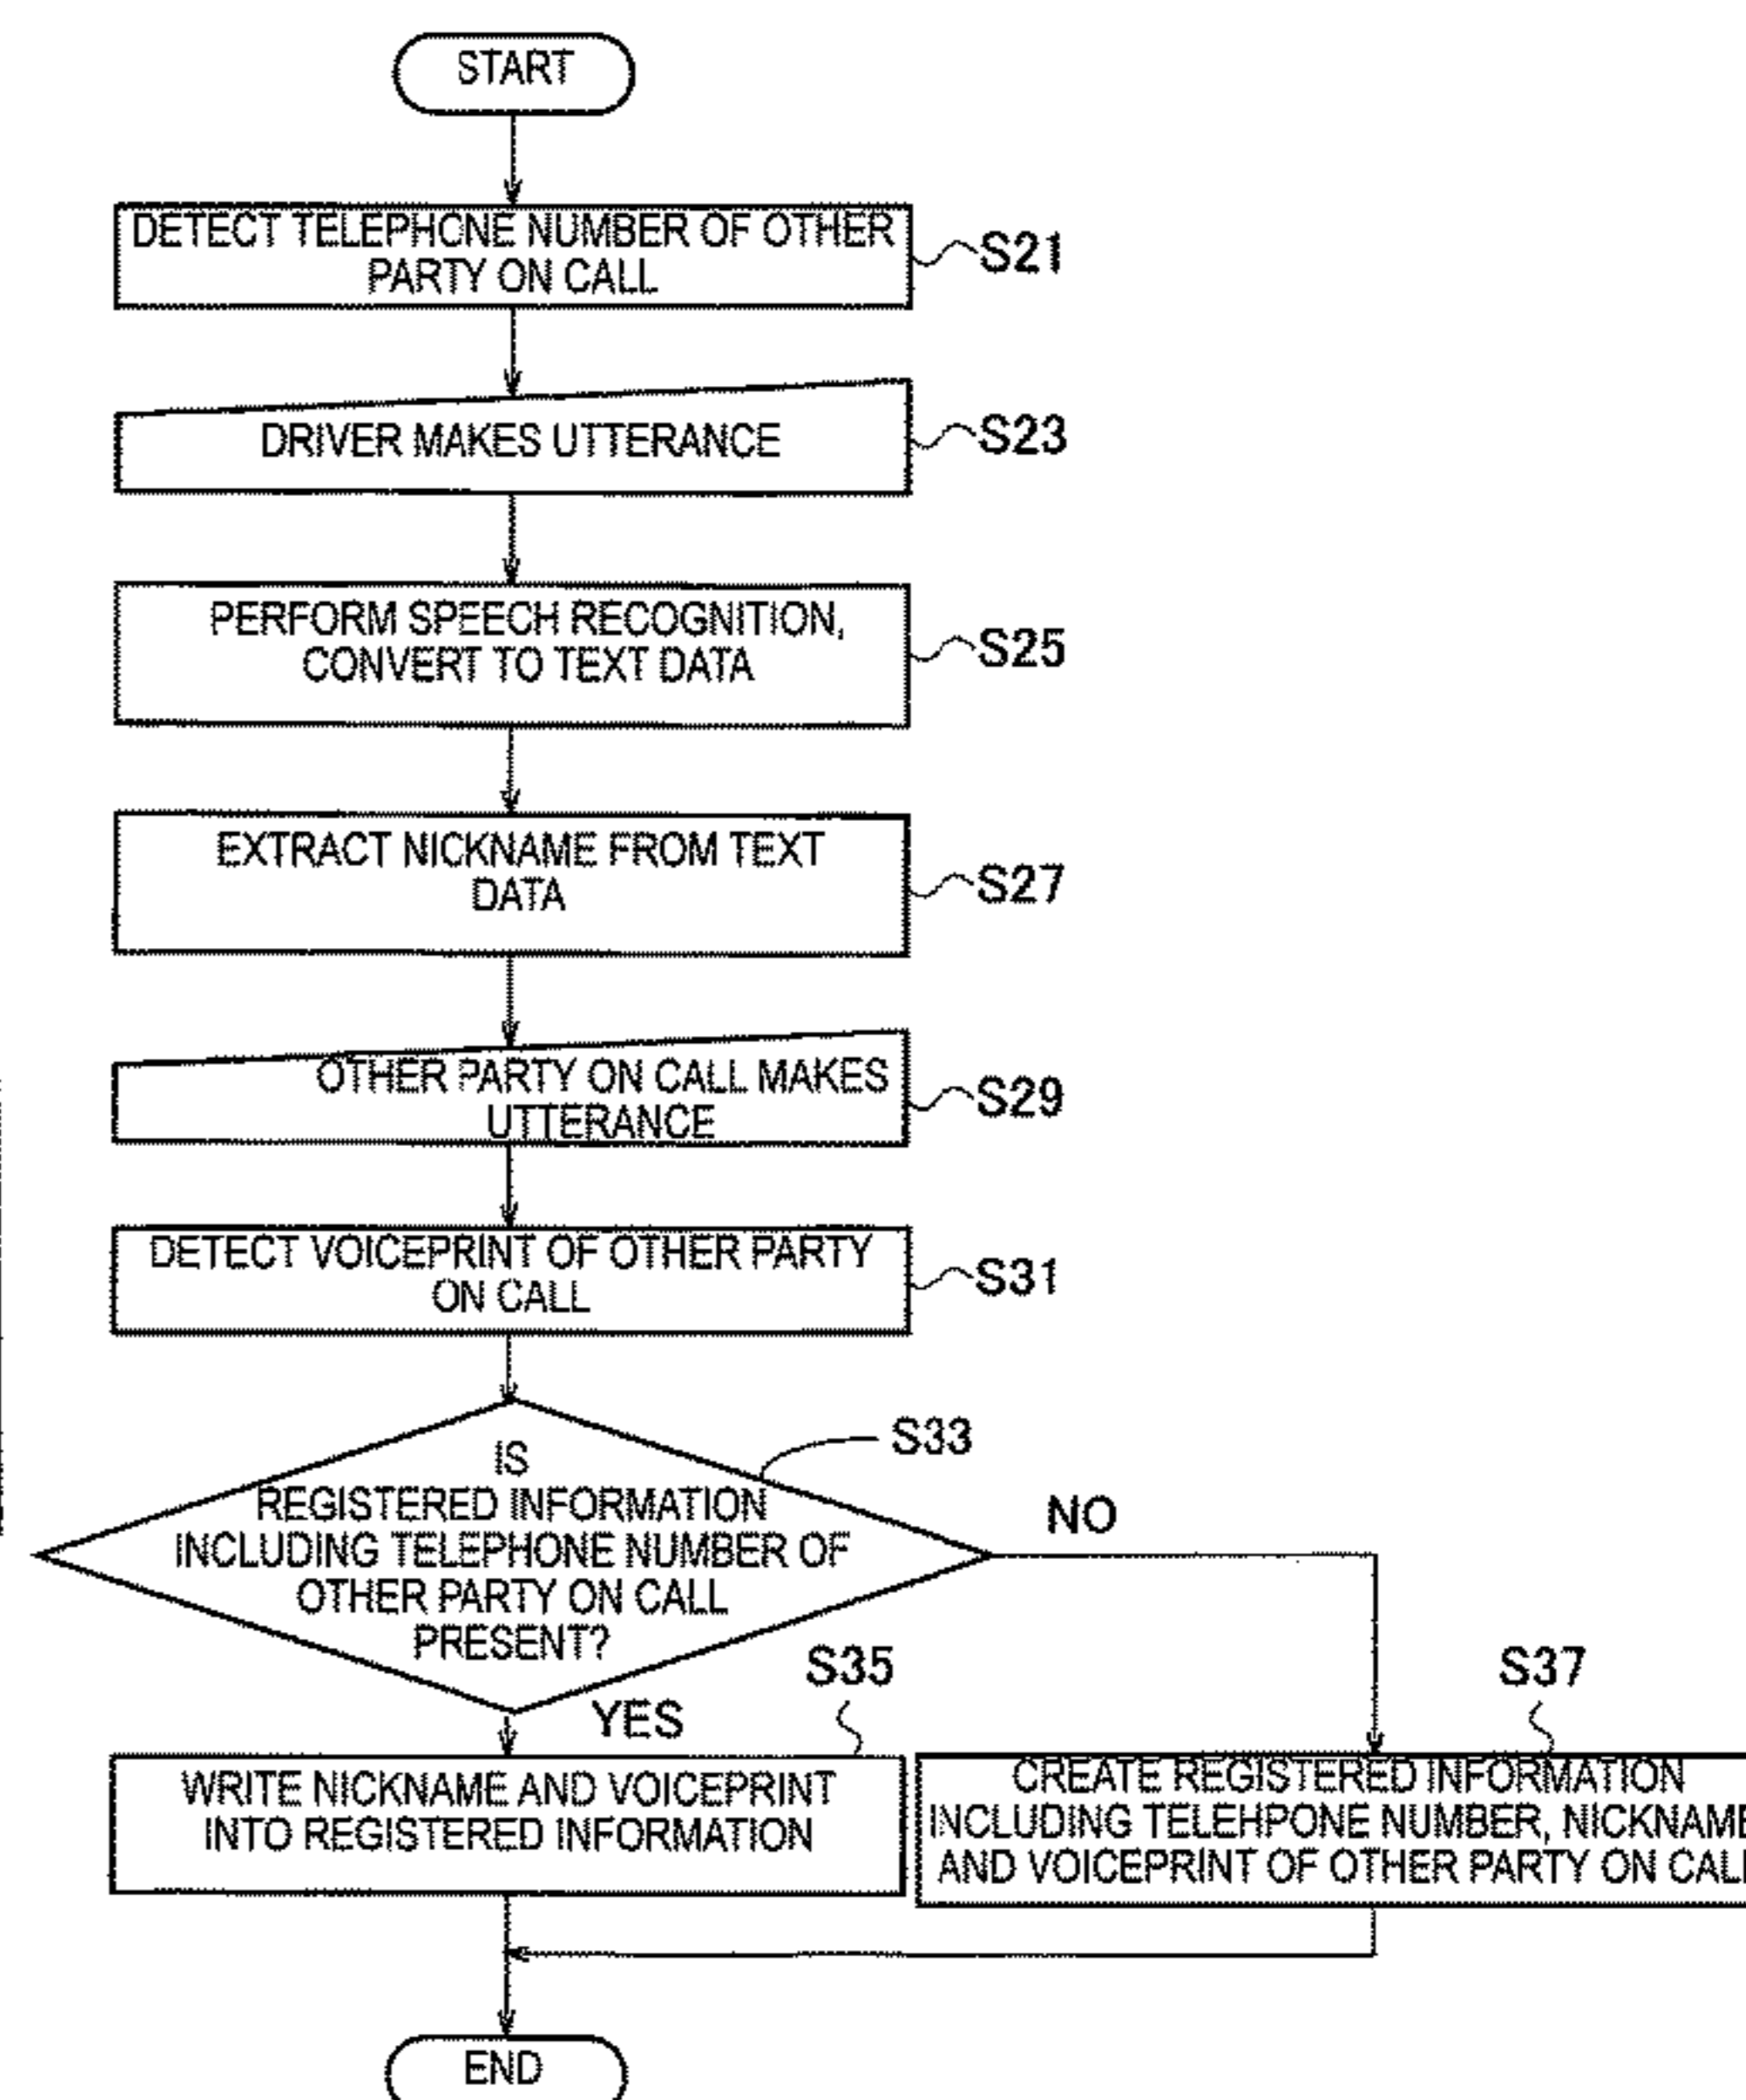 START
DETECT TELEPHONE NUMBER OF OTHER
PARTY ON CALL
S21
DRIVER MAKES UTTERANCE
S23
PERFORM SPEECH RECOGNITION,
CONVERT TO TEXT DATA
S25
EXTRACT NICKNAME FROM TEXT
DATA
S27
OTHER PARTY ON CALL MAKES
UTTERANCE
S29
DETECT VOICEPRINT OF OTHER PARTY
ON CALL
S31
S33
IS
REGISTERED INFORMATION
INCLUDING TELEPHONE NUMBER OF
OTHER PARTY ON CALL
PRESENT?
NO
YES
S35
WRITE NICKNAME AND VOICEPRINT
INTO REGISTERED INFORMATION
S37
CREATE REGISTERED INFORMATION
INCLUDING TELEHPONE NUMBER, NICKNAME
AND VOICEPRINT OF OTHER PARTY ON CALL
END